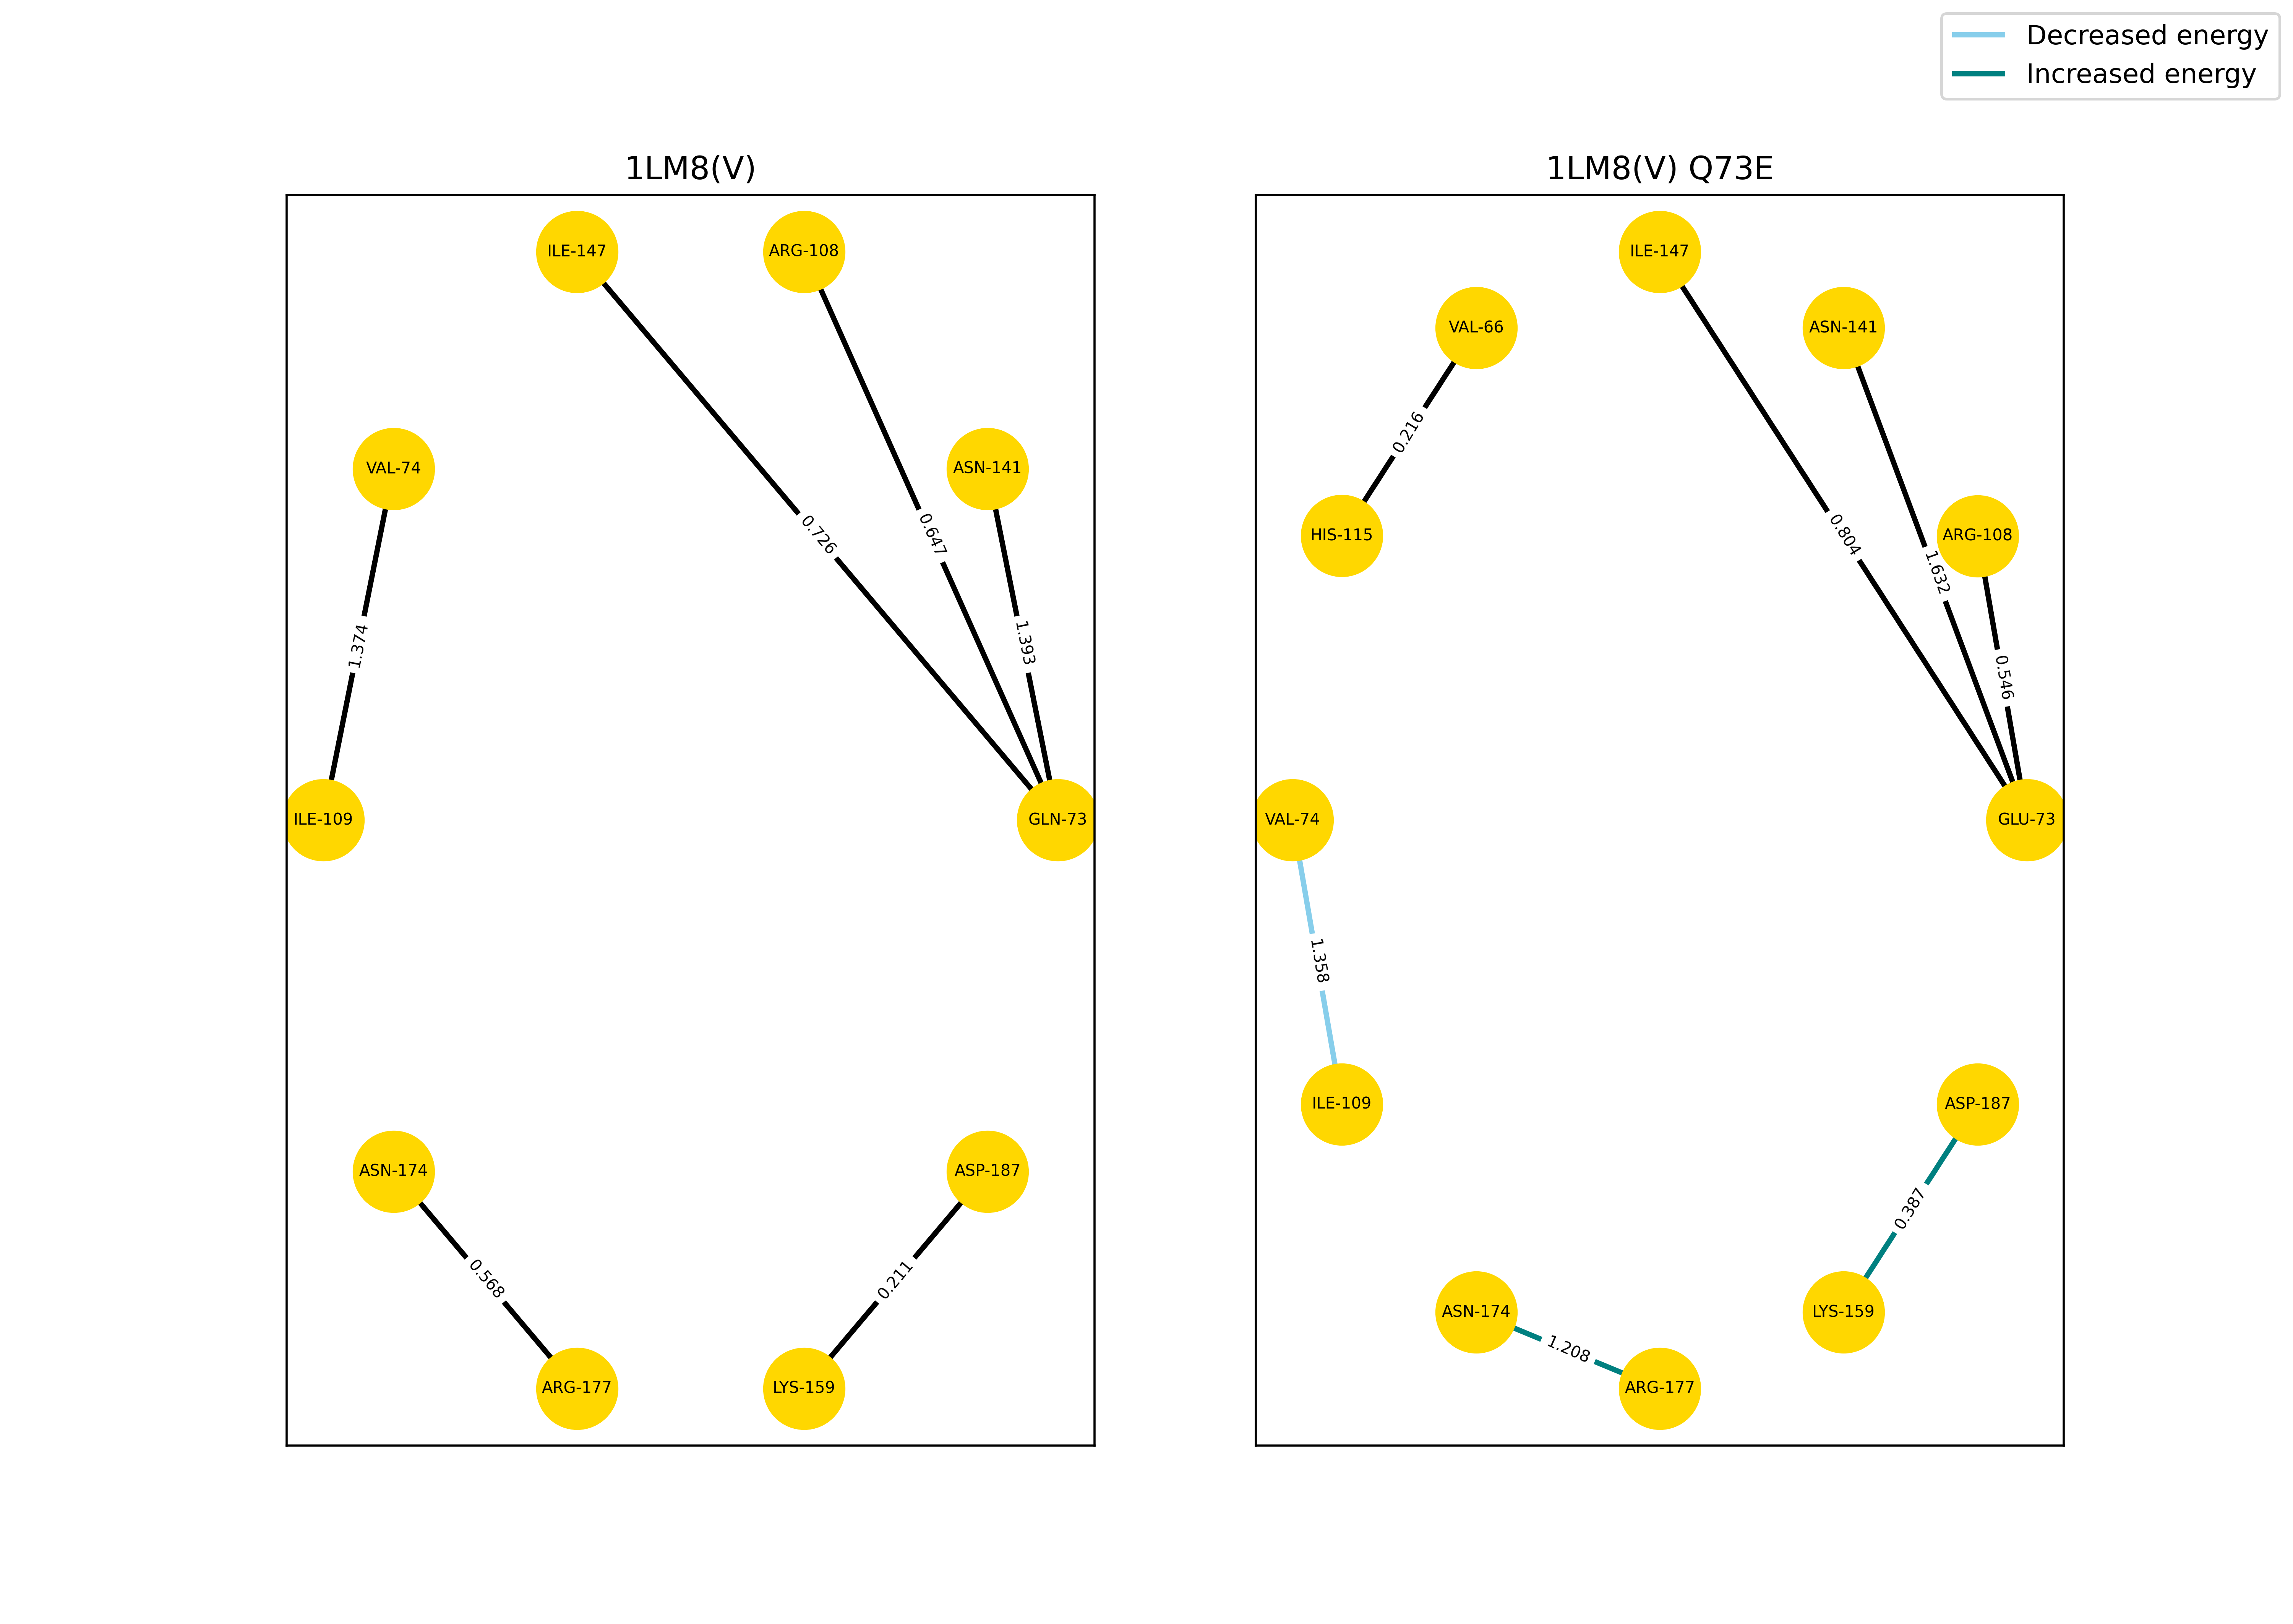 Decreased energy
Increased energy
1LM8(V)
ILE-147
ARG-108
VAL-74
ASN-141
0.726
0.647
1.374
1.393
ILE-109
GLN-73
ASN-174
ASP-187
0.568
0.211
ARG-177
LYS-159
1LM8(V) Q73E
ILE-147
VAL-66
ASN-141
0.216
HIS-115
ARG-108
0.804
1.632
0.546
VAL-74
GLU-73
1.358
ILE-109
ASP-187
0.387
ASN-174
LYS-159
1.208
ARG-177